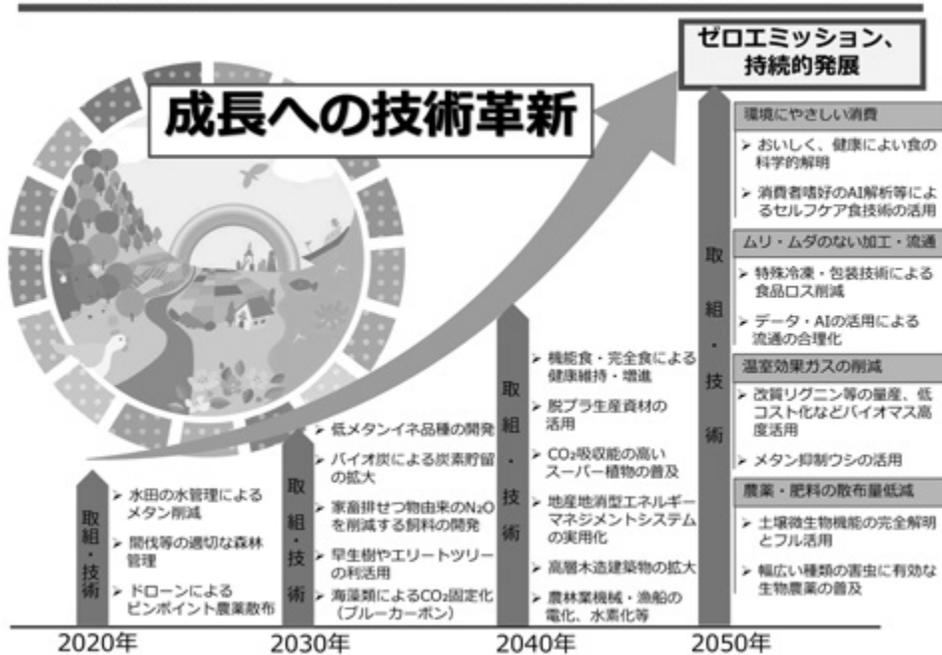 ゼロエミッション、
持続的発展
成長への技術革新
取組・技術
水田の水管理による
メタン削減
間伐等の適切な森林
管理
ドローンによる
ピンポイント農薬散布
2020年
取組・技術
低メタンイネ品種の開発
バイオ炭による炭素貯留
の拡大
家畜排せつ物由来のN₂O
を削減する飼料の開発
早生樹やエリートツリー
の利活用
海藻類によるCO₂固定化
(ブルーカーボン)
2030年
取組・技術
機能食・完全食による
健康維持・増進
脱プラ生産資材の
活用
CO₂吸収能の高い
スーパー植物の普及
地産地消型エネルギー
マネジメントシステム
の実用化
高層木造建築物の拡大
農林業機械・漁船の
電化、水素化等
2040年
取組・技術
環境にやさしい消費
おいしく、健康によい食の
科学的解明
消費者嗜好のAI解析等に
よるセルフケア食技術の活用
ムリ・ムダのない加工・流通
特殊冷凍・包装技術による
食品ロス削減
データ・AIの活用による
流通の合理化
温室効果ガスの削減
改質リグニン等の量産、低
コスト化などバイオマス高
度活用
メタン抑制ウシの活用
農薬・肥料の散布量低減
土壌微生物機能の完全解明
とフル活用
幅広い種類の害虫に有効な
生物農薬の普及
2050年